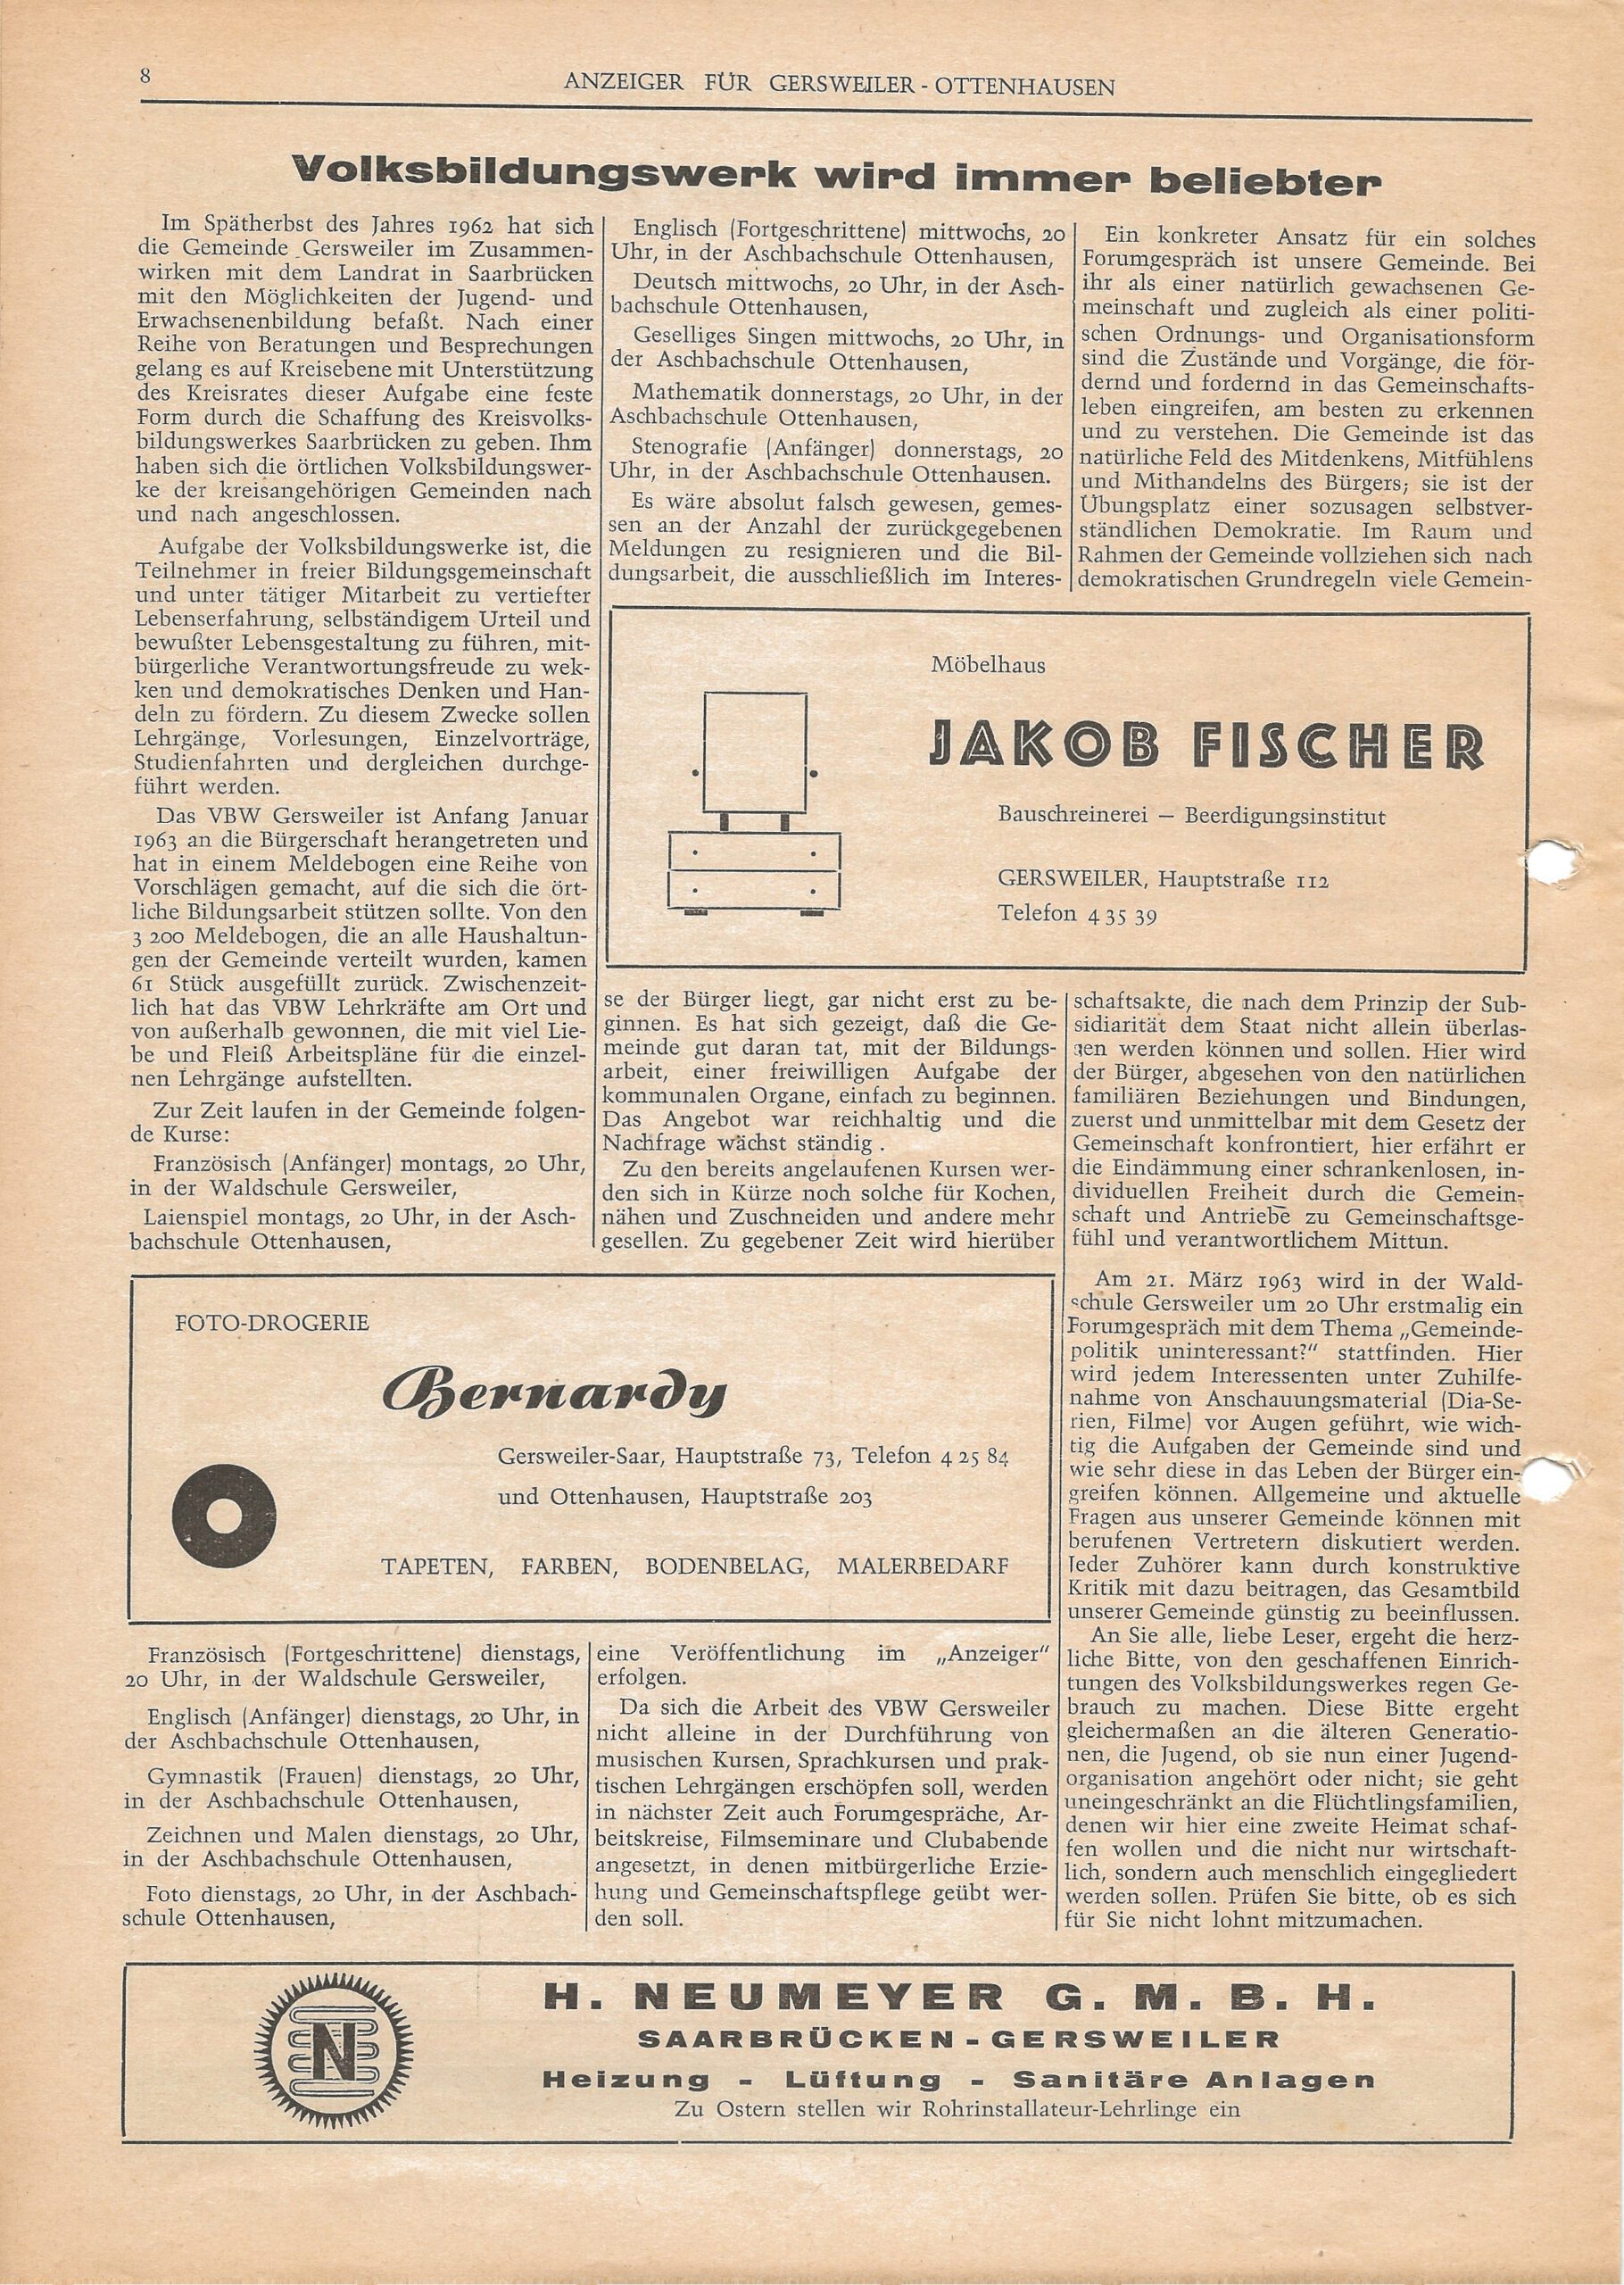 8
ANZEIGER FÜR GERSWEILER - OTTENHAUSEN
Volksbildungswerk wird immer beliebter
Im Spätherbst des Jahres 1962 hat sich
die Gemeinde Gersweiler im Zusammen-
wirken mit dem Landrat in Saarbrücken
mit den Möglichkeiten der Jugend- und
Erwachsenenbildung befaßt. Nach einer
Reihe von Beratungen und Besprechungen
gelang es auf Kreisebene mit Unterstützung
des Kreisrates dieser Aufgabe eine feste
Form durch die Schaffung des Kreisvolks-
bildungswerkes Saarbrücken zu geben. Ihm
haben sich die örtlichen Volksbildungswer-
ke der kreisangehörigen Gemeinden nach
und nach angeschlossen.
Aufgabe der Volksbildungswerke ist, die
Teilnehmer in freier Bildungsgemeinschaft
und unter tätiger Mitarbeit zu vertiefter
Lebenserfahrung, selbständigem Urteil und
bewußter Lebensgestaltung zu führen, mit-
bürgerliche Verantwortungsfreude zu wek-
ken und demokratisches Denken und Han-
deln zu fördern. Zu diesem Zwecke sollen
Lehrgänge, Vorlesungen, Einzelvorträge,
Studienfahrten und dergleichen durchge-
führt werden.
Das VBW Gersweiler ist Anfang Januar
1963 an die Bürgerschaft herangetreten und
hat in einem Meldebogen eine Reihe von
Vorschlägen gemacht, auf die sich die ört-
liche Bildungsarbeit stützen sollte. Von den
3 200 Meldebogen, die an alle Haushaltun-
gen der Gemeinde verteilt wurden, kamen
61 Stück ausgefüllt zurück. Zwischenzeit-
lich hat das VBW Lehrkräfte am Ort und
von außerhalb gewonnen, die mit viel Lie-
be und Fleiß Arbeitspläne für die einzel-
nen Lehrgänge aufstellten.
Zur Zeit laufen in der Gemeinde folgen-
de Kurse:
Französisch (Anfänger) montags, 20 Uhr,
in der Waldschule Gersweiler,
Laienspiel montags, 20 Uhr, in der Asch-
bachschule Ottenhausen,
FOTO-DROGERIE
Bernardy
Gersweiler-Saar, Hauptstraße 73, Telefon 4 25 84
und Ottenhausen, Hauptstraße 203
TAPETEN, FARBEN, BODENBELAG, MALERBEDARF
Französisch (Fortgeschrittene) dienstags,
20 Uhr, in der Waldschule Gersweiler,
Englisch (Anfänger) dienstags, 20 Uhr, in
der Aschbachschule Ottenhausen,
Gymnastik (Frauen) dienstags, 20 Uhr,
in der Aschbachschule Ottenhausen,
Zeichnen und Malen dienstags, 20 Uhr,
in der Aschbachschule Ottenhausen,
Foto dienstags, 20 Uhr, in der Aschbach-
schule Ottenhausen,
Englisch (Fortgeschrittene) mittwochs, 20
Uhr, in der Aschbachschule Ottenhausen,
Deutsch mittwochs, 20 Uhr, in der Asch-
bachschule Ottenhausen,
Geselliges Singen mittwochs, 20 Uhr, in
der Aschbachschule Ottenhausen,
Mathematik donnerstags, 20 Uhr, in der
Aschbachschule Ottenhausen,
Stenografie (Anfänger) donnerstags, 20
Uhr, in der Aschbachschule Ottenhausen.
Es wäre absolut falsch gewesen, gemes-
sen an der Anzahl der zurückgegebenen
Meldungen zu resignieren und die Bil-
dungsarbeit, die ausschließlich im Interes-
Möbelhaus
JAKOB FISCHER
Bauschreinerei — Beerdigungsinstitut
GERSWEILER, Hauptstraße 112
Telefon 4 35 39
se der Bürger liegt, gar nicht erst zu be-
ginnen. Es hat sich gezeigt, daß die Ge-
meinde gut daran tat, mit der Bildungs-
arbeit, einer freiwilligen Aufgabe der
kommunalen Organe, einfach zu beginnen.
Das Angebot war reichhaltig und die
Nachfrage wächst ständig .
Zu den bereits angelaufenen Kursen wer-
den sich in Kürze noch solche für Kochen,
nähen und Zuschneiden und andere mehr
gesellen. Zu gegebener Zeit wird hierüber
eine Veröffentlichung im „Anzeiger“
erfolgen.
Da sich die Arbeit des VBW Gersweiler
nicht alleine in der Durchführung von
musischen Kursen, Sprachkursen und prak-
tischen Lehrgängen erschöpfen soll, werden
in nächster Zeit auch Forumgespräche, Ar-
beitskreise, Filmseminare und Clubabende
angesetzt, in denen mitbürgerliche Erzie-
hung und Gemeinschaftspflege geübt wer-
den soll.
Ein konkreter Ansatz für ein solches
Forumgespräch ist unsere Gemeinde. Bei
ihr als einer natürlich gewachsenen Ge-
meinschaft und zugleich als einer politi-
schen Ordnungs- und Organisationsform
sind die Zustände und Vorgänge, die för-
dernd und fordernd in das Gemeinschafts-
leben eingreifen, am besten zu erkennen
und zu verstehen. Die Gemeinde ist das
natürliche Feld des Mitdenkens, Mitfühlens
und Mithandelns des Bürgers; sie ist der
Übungsplatz einer sozusagen selbstver-
ständlichen Demokratie. Im Raum und
Rahmen der Gemeinde vollziehen sich nach
demokratischen Grundregeln viele Gemein-
schaftsakte, die nach dem Prinzip der Sub-
sidiarität dem Staat nicht allein überlas-
sen werden können und sollen. Hier wird
der Bürger, abgesehen von den natürlichen
familiären Beziehungen und Bindungen,
zuerst und unmittelbar mit dem Gesetz der
Gemeinschaft konfrontiert, hier erfährt er
die Eindämmung einer schrankenlosen, in-
dividuellen Freiheit durch die Gemein-
schaft und Antriebe zu Gemeinschaftsge-
fühl und verantwortlichem Mittun.
Am 21. März 1963 wird in der Wald-
schule Gersweiler um 20 Uhr erstmalig ein
Forumgespräch mit dem Thema „Gemeinde-
politik uninteressant?“ stattfinden. Hier
wird jedem Interessenten unter Zuhilfe-
nahme von Anschauungsmaterial (Dia-Se-
rien, Filme) vor Augen geführt, wie wich-
tig die Aufgaben der Gemeinde sind und
wie sehr diese in das Leben der Bürger ein-
greifen können. Allgemeine und aktuelle
Fragen aus unserer Gemeinde können mit
berufenen Vertretern diskutiert werden.
Jeder Zuhörer kann durch konstruktive
Kritik mit dazu beitragen, das Gesamtbild
unserer Gemeinde günstig zu beeinflussen.
An Sie alle, liebe Leser, ergeht die herz-
liche Bitte, von den geschaffenen Einrich-
tungen des Volksbildungswerkes regen Ge-
brauch zu machen. Diese Bitte ergeht
gleichermaßen an die älteren Generatio-
nen, die Jugend, ob sie nun einer Jugend-
organisation angehört oder nicht; sie geht
uneingeschränkt an die Flüchtlingsfamilien,
denen wir hier eine zweite Heimat schaf-
fen wollen und die nicht nur wirtschaft-
lich, sondern auch menschlich eingegliedert
werden sollen. Prüfen Sie bitte, ob es sich
für Sie nicht lohnt mitzumachen.
N
H. NEUMEYER G. M. B. H.
SAARBRÜCKEN-GERSWEILER
Heizung - Lüftung - Sanitäre Anlagen
Zu Ostern stellen wir Rohrinstallateur-Lehrlinge ein